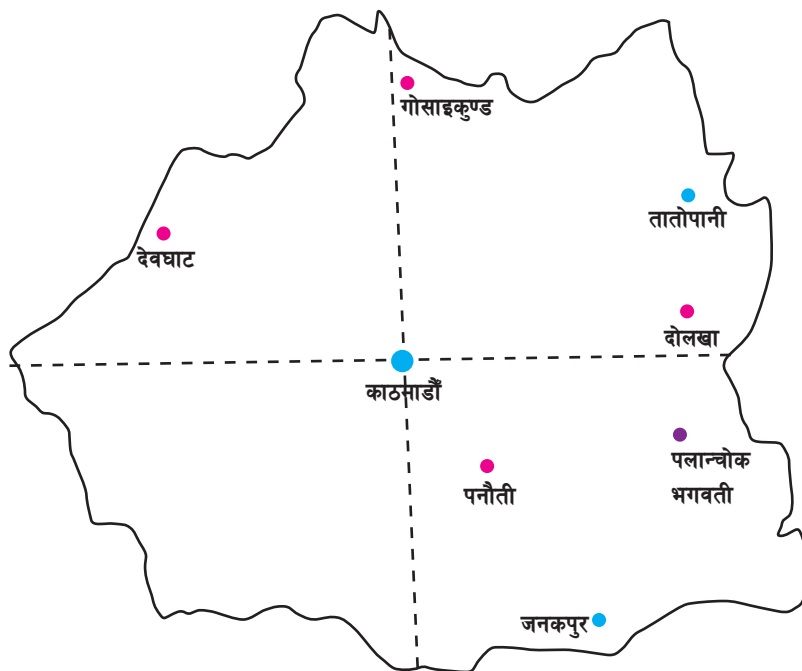 गोसाइकुण्ड
तातोपानी
देवघाट
दोलखा
काठमाडौँ
पलान्चोक
भगवती
पनौती
जनकपुर